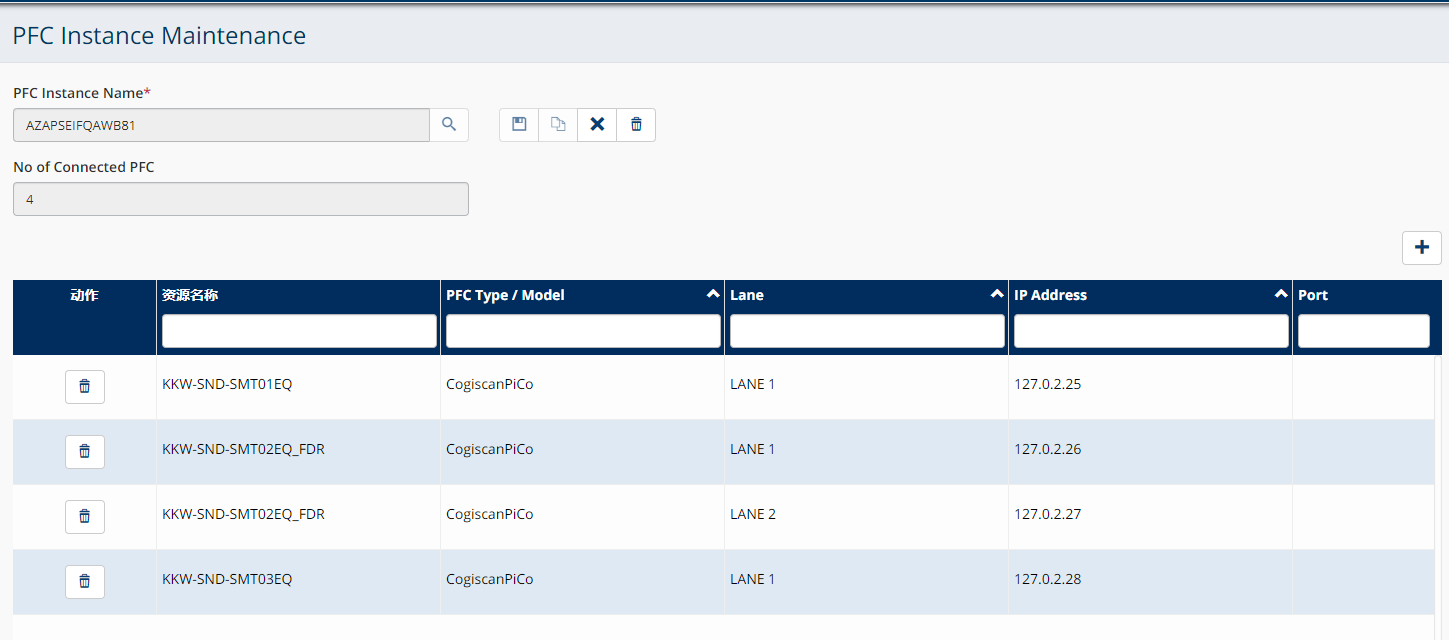 PFC Instance Maintenance
PFC Instance Name*
AZAPSEIFQAWB81
No of Connected PFC
4
动作 资源名称 PFC Type / Model Lane IP Address Port
KKW-SND-SMT01EQ CogiscanPiCo LANE 1 127.0.2.25
KKW-SND-SMT02EQ_FDR CogiscanPiCo LANE 1 127.0.2.26
KKW-SND-SMT02EQ_FDR CogiscanPiCo LANE 2 127.0.2.27
KKW-SND-SMT03EQ CogiscanPiCo LANE 1 127.0.2.28